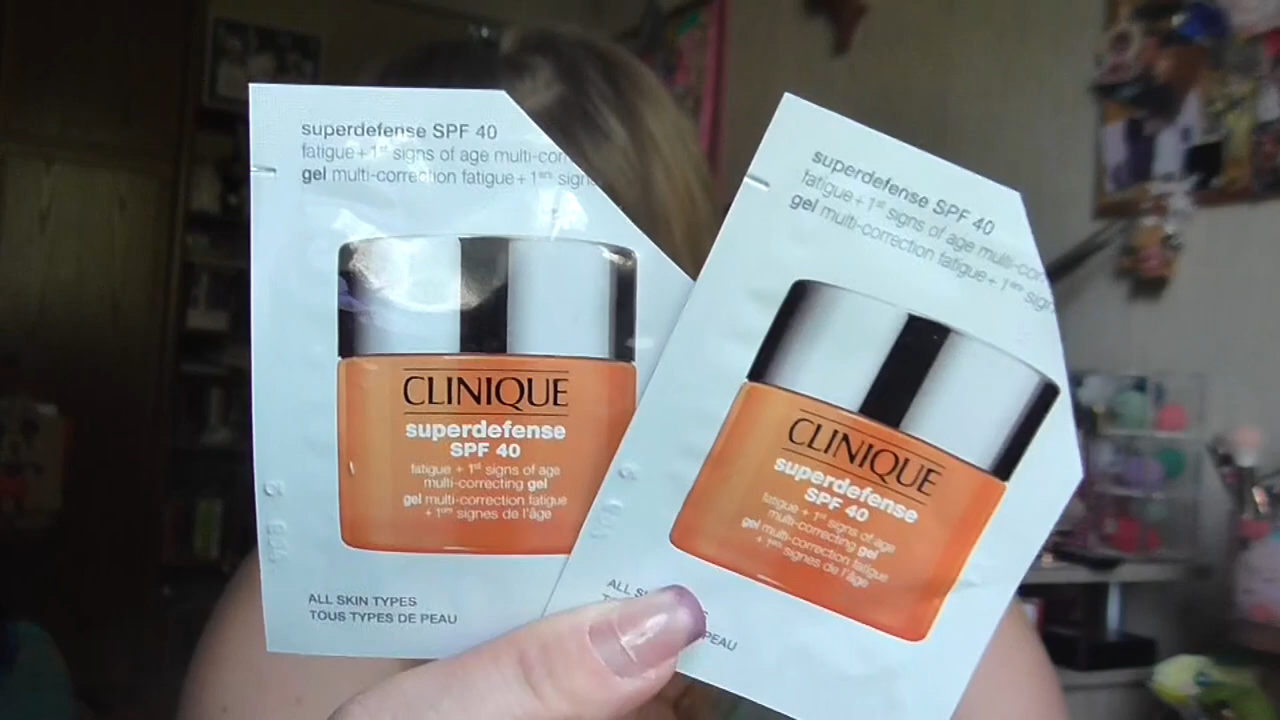 superdefense SPF 40
fatigue + 1st signs of age multi-corr
gel multi-correction fatigue + 1ers signs
CLINIQUE
superdefense
SPF 40
fatigue + 1st signs of age
multi-correcting gel
gel multi-correction fatigue
+ 1ers signes de l'âge
ALL SKIN TYPES
TOUS TYPES DE PEAU
superdefense SPF 40
fatigue + 1st signs of age multi-cor
gel multi-correction fatigue + 1ers sign
CLINIQUE
superdefense
SPF 40
fatigue + 1st signs of age
multi-correcting gel
gel multi-correction fatigue
+ 1ers signes de l'âge
ALL
PEAU